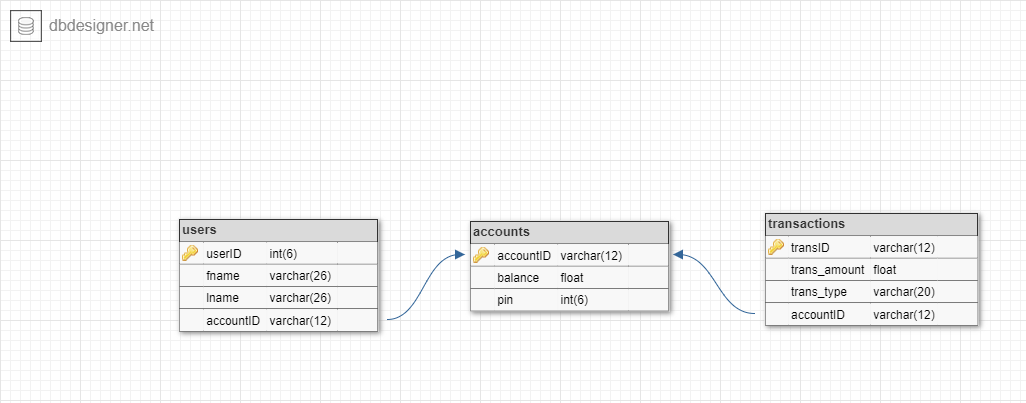 dbdesigner.net
users
userID int(6)
fname varchar(26)
lname varchar(26)
accountID varchar(12)
accounts
accountID varchar(12)
balance float
pin int(6)
transactions
transID varchar(12)
trans_amount float
trans_type varchar(20)
accountID varchar(12)